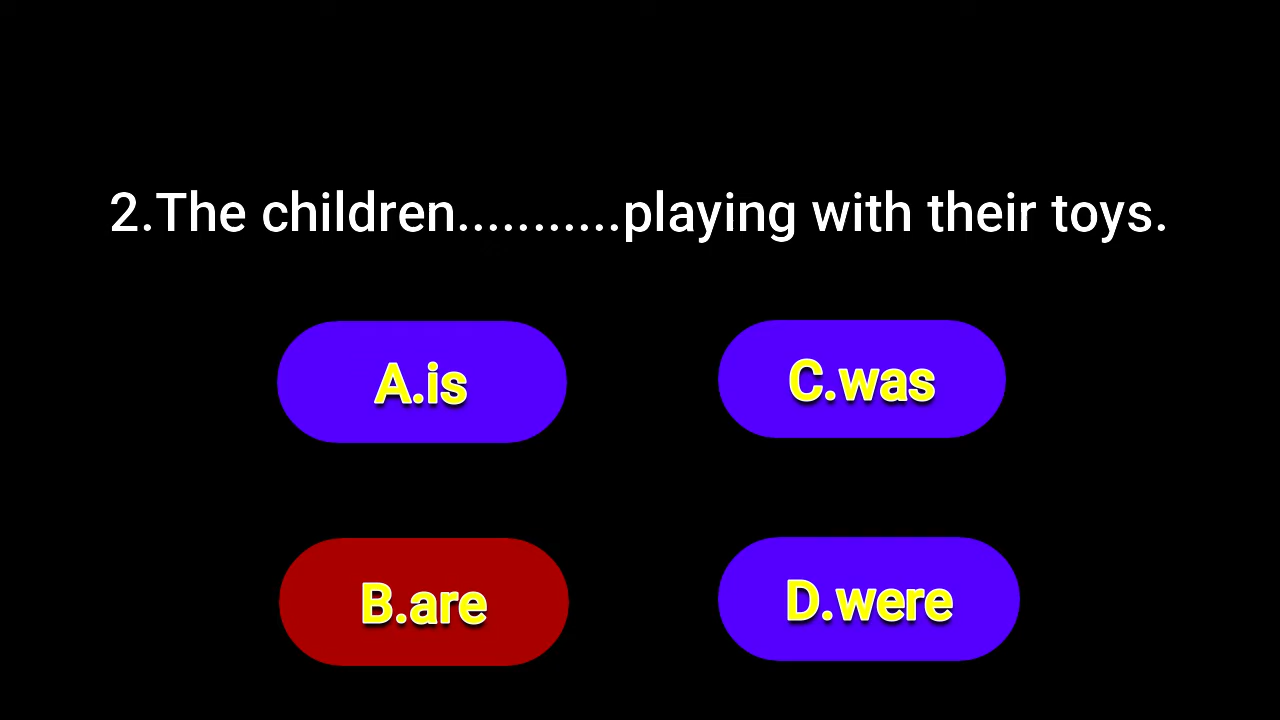 2.The children...........playing with their toys.
A.is
C.was
B.are
D.were